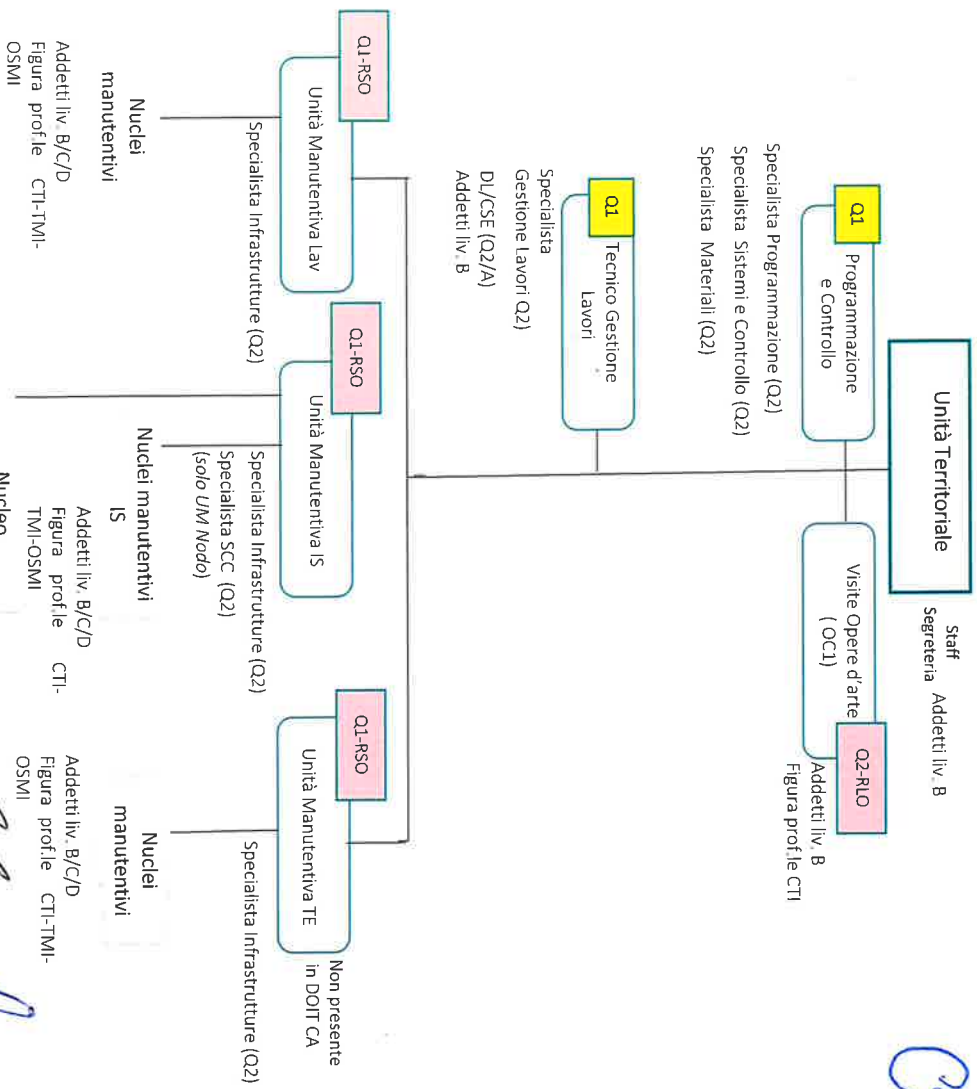 Unità Territoriale
Staff
Segreteria Addetti liv. B
Q1
Programmazione
e Controllo
Specialista Programmazione (Q2)
Specialista Sistemi e Controllo (Q2)
Specialista Materiali (Q2)
Visite Opere d'arte
( OC1)
Q2-RLO
Addetti liv. B
Figura prof.le CTI
Q1
Tecnico Gestione
Lavori
Specialista
Gestione Lavori Q2)
DL/CSE (Q2/A)
Addetti liv. B
Q1-RSO
Unità Manutentiva Lav
Specialista Infrastrutture (Q2)
Nuclei
manutentivi
Addetti liv. B/C/D
Figura prof.le CTI-TMI-
OSMI
Q1-RSO
Unità Manutentiva IS
Specialista Infrastrutture (Q2)
Specialista SCC (Q2)
(solo UM Nodo)
Nuclei manutentivi
IS
Addetti liv. B/C/D
Figura prof.le CTI-
TMI-OSMI
Nucleo
Q1-RSO
Unità Manutentiva TE
Non presente
in DOIT CA
Specialista Infrastrutture (Q2)
Nuclei
manutentivi
Addetti liv. B/C/D
Figura prof.le CTI-TMI-
OSMI